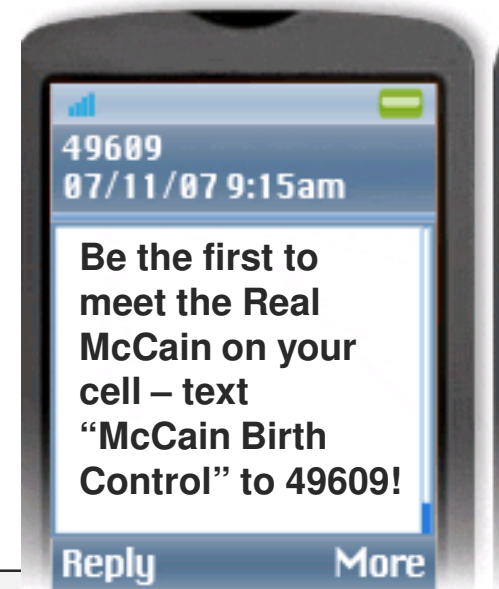 49609
07/11/07 9:15am
Be the first to
meet the Real
McCain on your
cell – text
“McCain Birth
Control” to 49609!
Reply More